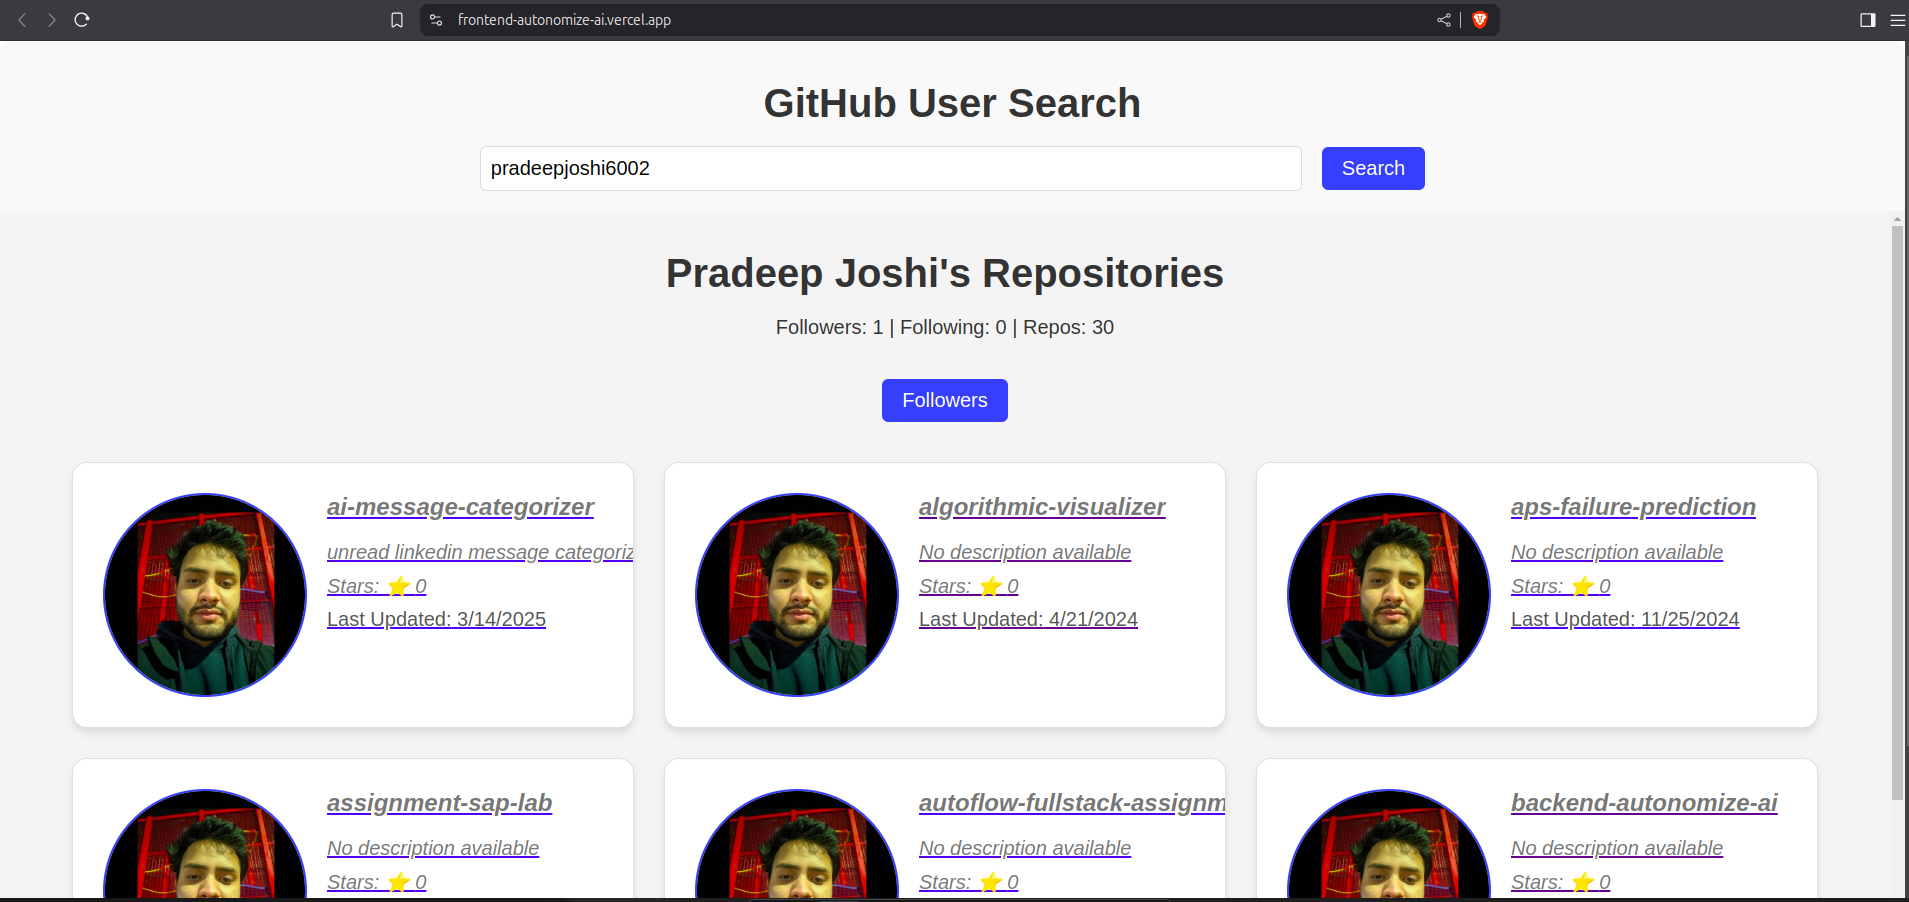 frontend-autonomize-ai.vercel.app
GitHub User Search
pradeepjoshi6002
Search
Pradeep Joshi's Repositories
Followers: 1 | Following: 0 | Repos: 30
Followers
ai-message-categorizer
unread linkedin message categoriz
Stars: ⭐ 0
Last Updated: 3/14/2025
algorithmic-visualizer
No description available
Stars: ⭐ 0
Last Updated: 4/21/2024
aps-failure-prediction
No description available
Stars: ⭐ 0
Last Updated: 11/25/2024
assignment-sap-lab
No description available
Stars: ⭐ 0
autoflow-fullstack-assignm
No description available
Stars: ⭐ 0
backend-autonomize-ai
No description available
Stars: ⭐ 0